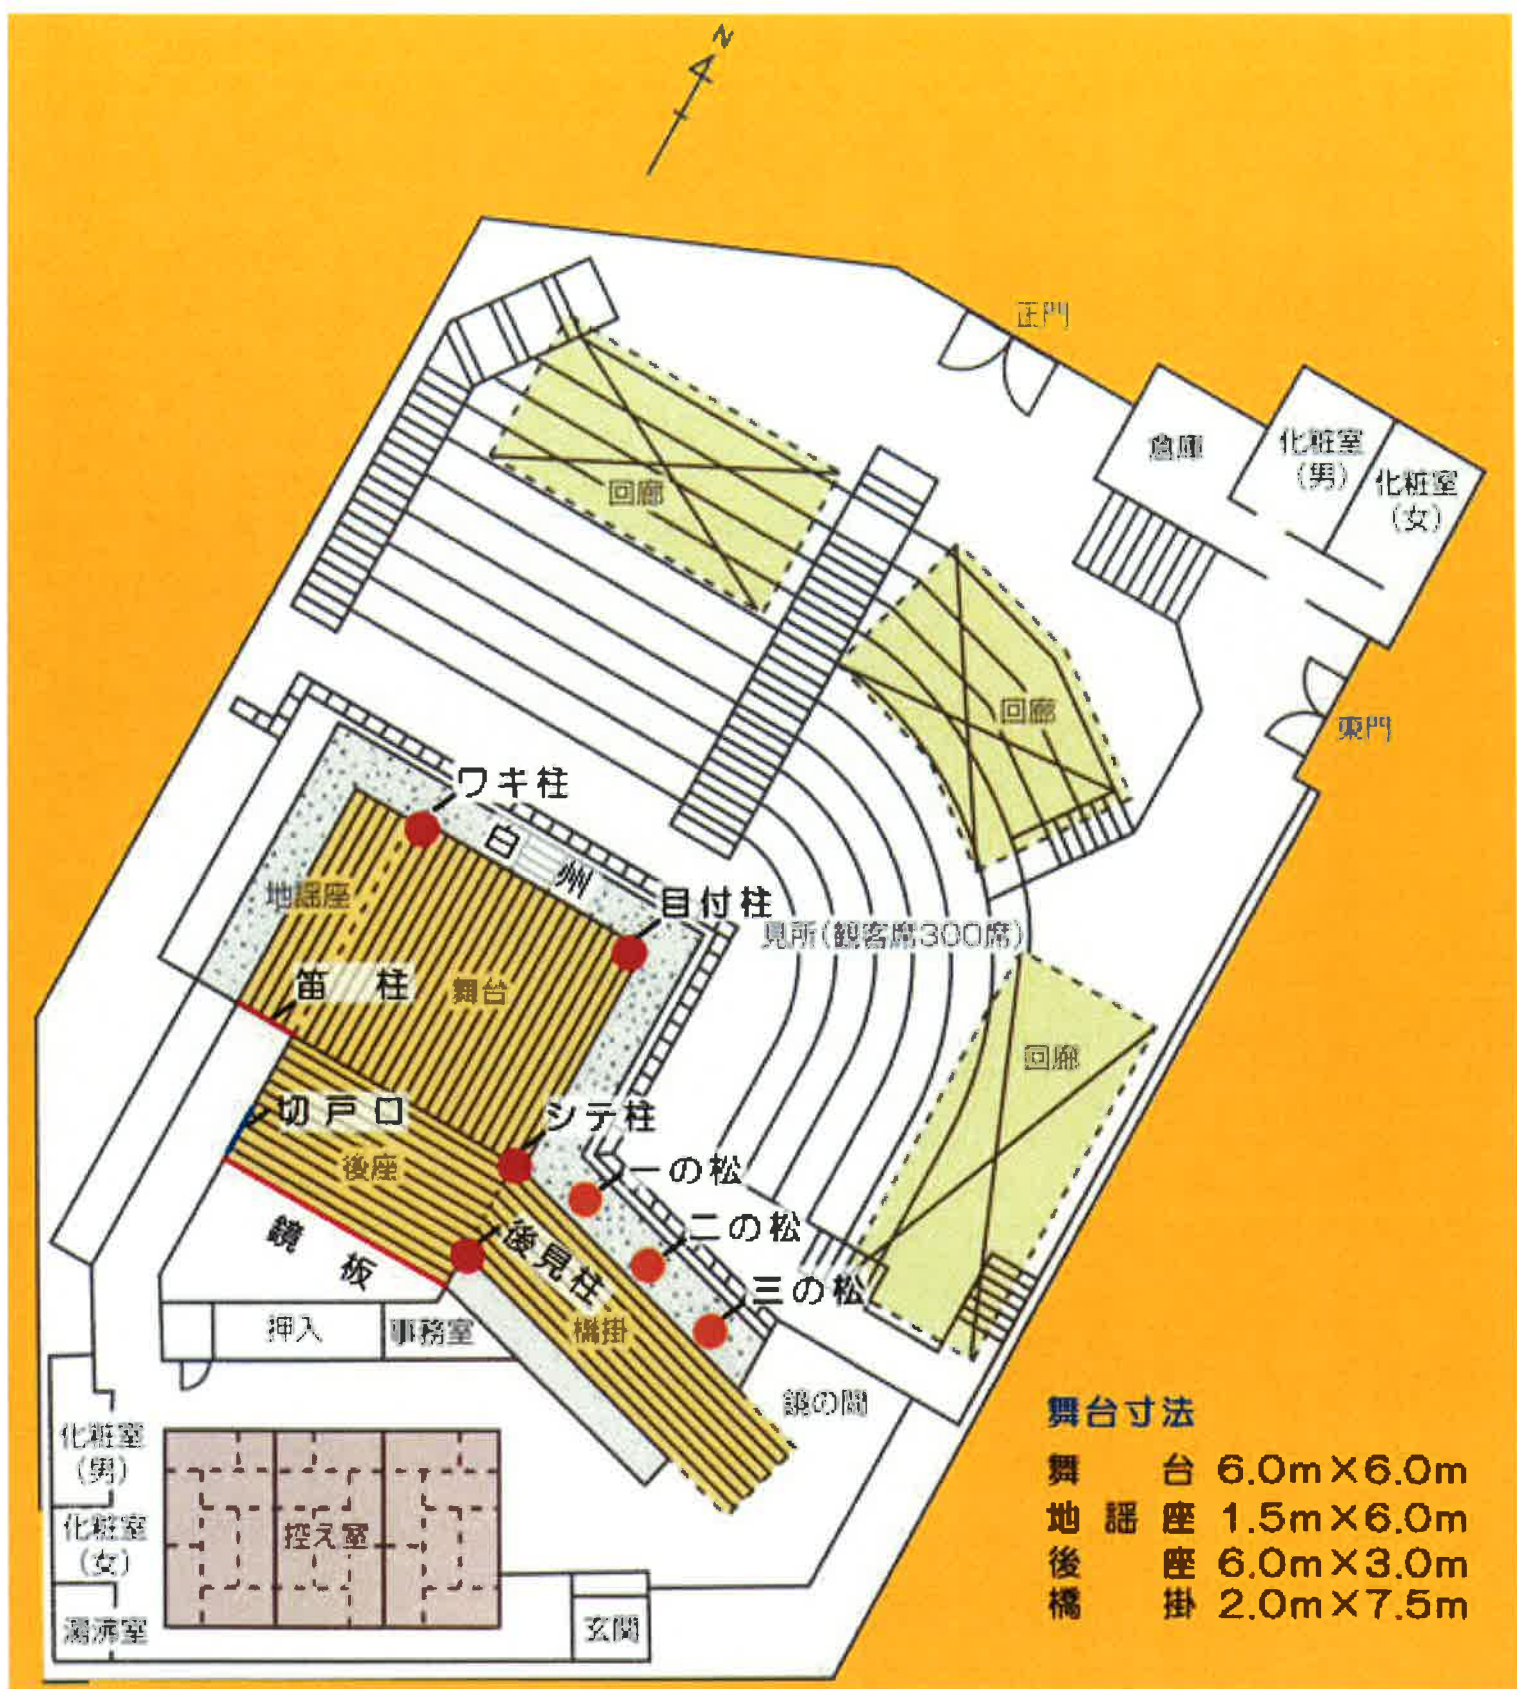 N
正門
倉庫
化粧室
(男)
化粧室
(女)
回廊
回廊
東門
ワキ柱
白州
地謡座
目付柱
見所(観客席300席)
笛柱
舞台
回廊
切戸口
シテ柱
後座
一の松
二の松
鏡板
後見柱
三の松
橋掛
押入
事務室
鏡の間
化粧室
(男)
化粧室
(女)
控え室
湯沸室
玄関
舞台寸法
舞台 6.0m×6.0m
地謡座 1.5m×6.0m
後座 6.0m×3.0m
橋掛 2.0m×7.5m